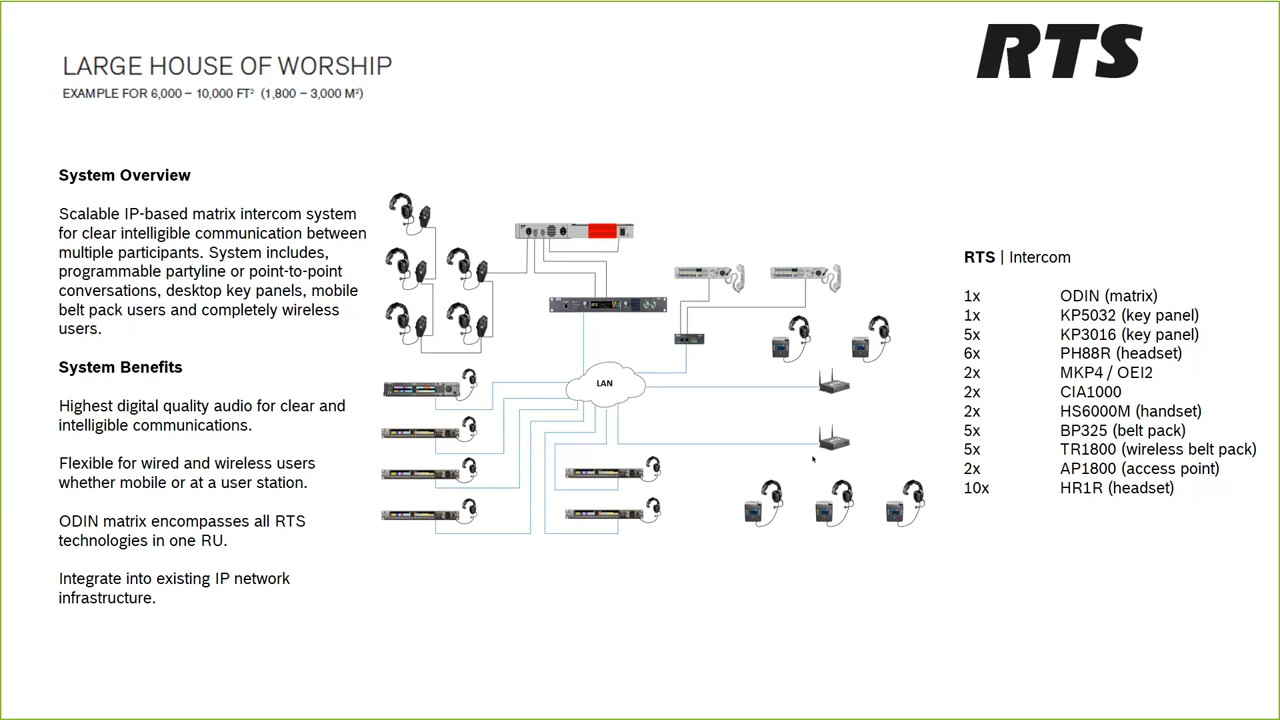 RTS
LARGE HOUSE OF WORSHIP
EXAMPLE FOR 6,000 – 10,000 FT² (1,800 – 3,000 M²)
System Overview
Scalable IP-based matrix intercom system
for clear intelligible communication between
multiple participants. System includes,
programmable partyline or point-to-point
conversations, desktop key panels, mobile
belt pack users and completely wireless
users.
System Benefits
Highest digital quality audio for clear and
intelligible communications.
Flexible for wired and wireless users
whether mobile or at a user station.
ODIN matrix encompasses all RTS
technologies in one RU.
Integrate into existing IP network
infrastructure.
LAN
RTS | Intercom
1x ODIN (matrix)
1x KP5032 (key panel)
5x KP3016 (key panel)
6x PH88R (headset)
2x MKP4 / OEI2
2x CIA1000
2x HS6000M (handset)
5x BP325 (belt pack)
5x TR1800 (wireless belt pack)
2x AP1800 (access point)
10x HR1R (headset)